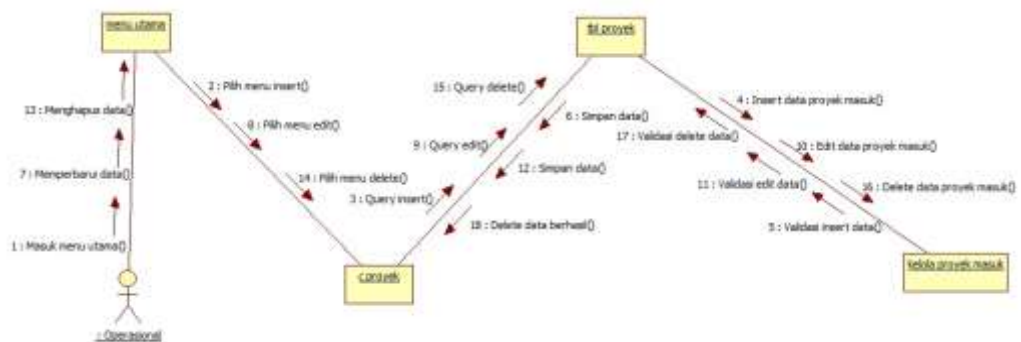 menu utama
tbl proyek
2 : Pilih menu insert()
15 : Query delete()
13 : Menghapus data()
4 : Insert data proyek masuk()
6 : Simpan data()
8 : Pilih menu edit()
17 : Validasi delete data()
9 : Query edit()
10 : Edit data proyek masuk()
12 : Simpan data()
7 : Memperbarui data()
14 : Pilih menu delete()
11 : Validasi edit data()
16 : Delete data proyek masuk()
3 : Query insert()
18 : Delete data berhasil()
5 : Validasi insert data()
1 : Masuk menu utama()
c.proyek
kelola proyek masuk
: Operasional